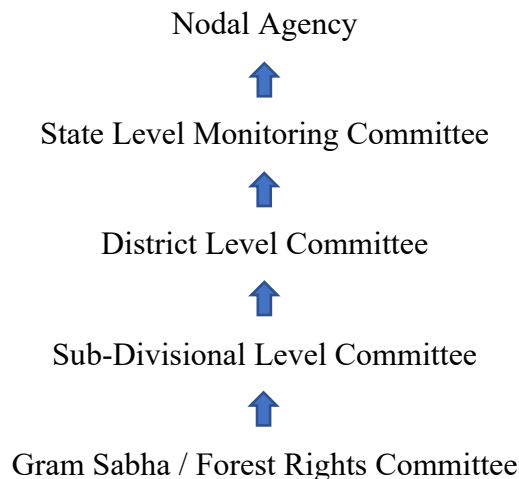 Nodal Agency
State Level Monitoring Committee
District Level Committee
Sub-Divisional Level Committee
Gram Sabha / Forest Rights Committee